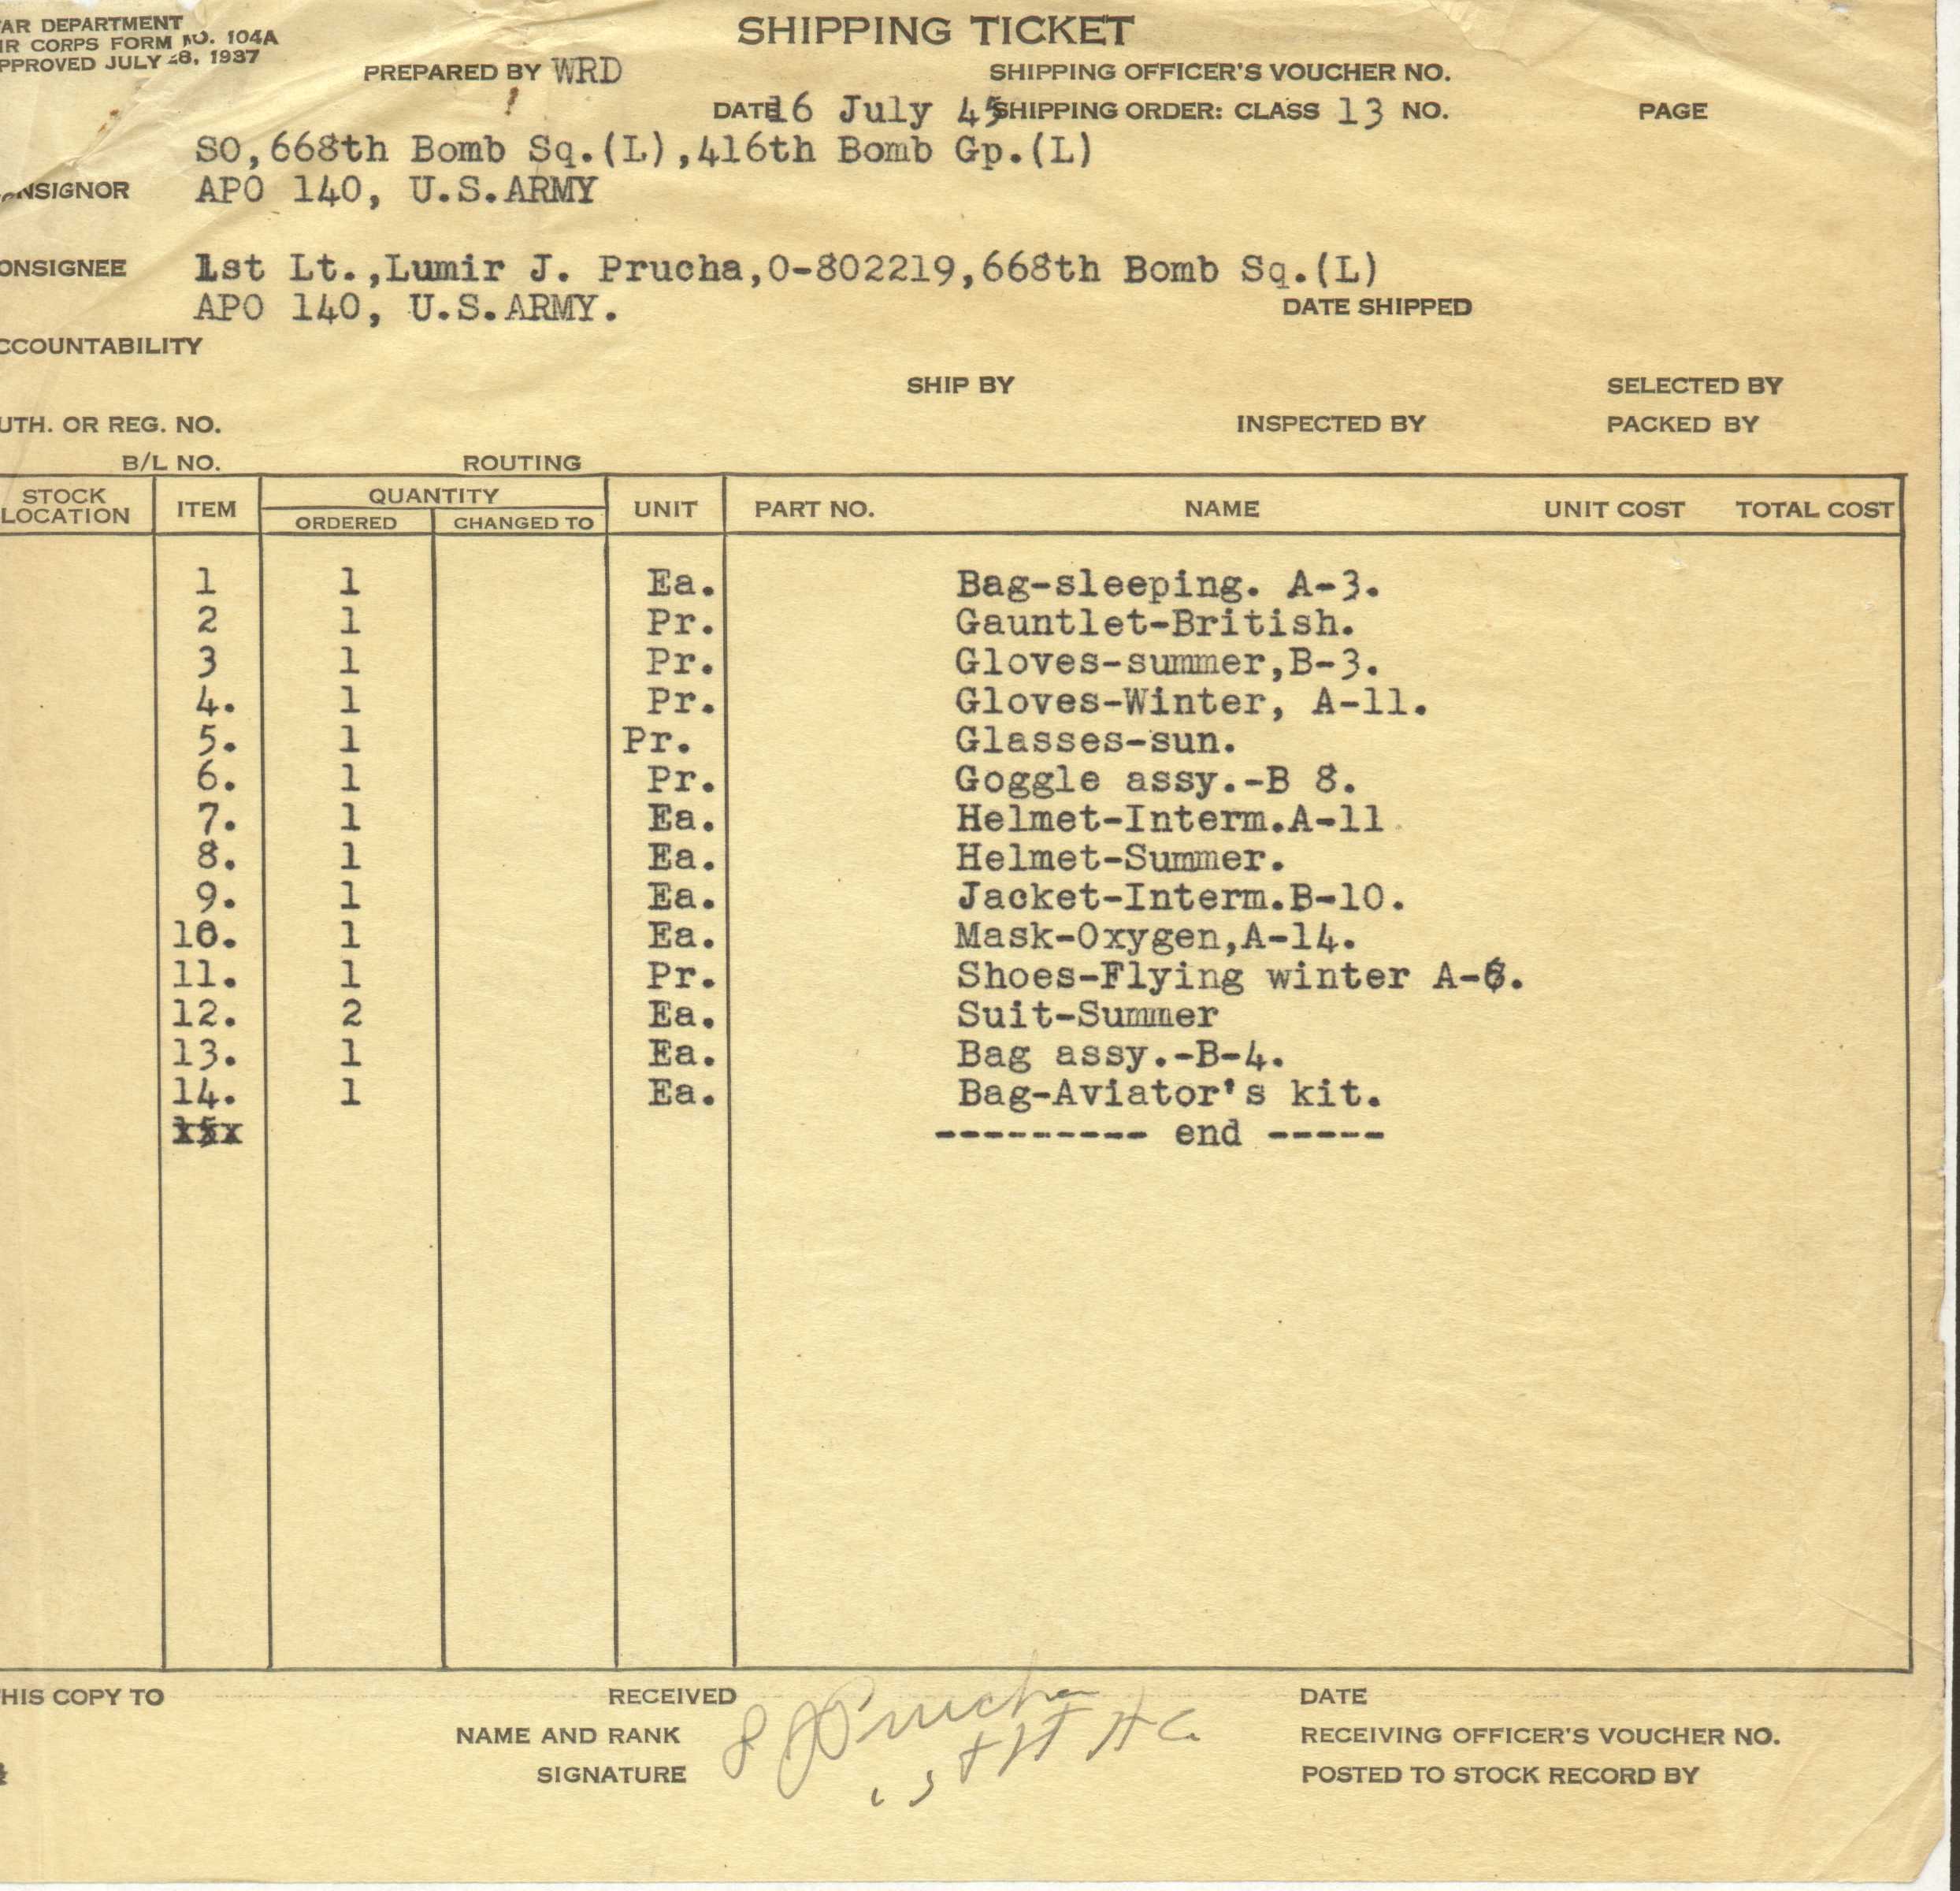 AR DEPARTMENT
IR CORPS FORM NO. 104A
PPROVED JULY 28, 1937
SHIPPING TICKET
PREPARED BY WRD SHIPPING OFFICER'S VOUCHER NO.
DATE 16 July 45 SHIPPING ORDER: CLASS 13 NO. PAGE
SO,668th Bomb Sq.(L),416th Bomb Gp.(L)
ONSIGNOR APO 140, U.S.ARMY
ONSIGNEE 1st Lt.,Lumir J. Prucha,O-802219,668th Bomb Sq.(L)
APO 140, U.S.ARMY. DATE SHIPPED
CCOUNTABILITY
SHIP BY SELECTED BY
UTH. OR REG. NO. INSPECTED BY PACKED BY
B/L NO. ROUTING
STOCK LOCATION ITEM QUANTITY ORDERED CHANGED TO UNIT PART NO. NAME UNIT COST TOTAL COST
1 1 Ea. Bag-sleeping. A-3.
2 1 Pr. Gauntlet-British.
3 1 Pr. Gloves-summer,B-3.
4. 1 Pr. Gloves-Winter, A-11.
5. 1 Pr. Glasses-sun.
6. 1 Pr. Goggle assy.-B 8.
7. 1 Ea. Helmet-Interm.A-11
8. 1 Ea. Helmet-Summer.
9. 1 Ea. Jacket-Interm.B-10.
10. 1 Ea. Mask-Oxygen,A-14.
11. 1 Pr. Shoes-Flying winter A-6.
12. 2 Ea. Suit-Summer
13. 1 Ea. Bag assy.-B-4.
14. 1 Ea. Bag-Aviator's kit.
--------- end -----
HIS COPY TO RECEIVED Prucha DATE
NAME AND RANK RECEIVING OFFICER'S VOUCHER NO.
SIGNATURE POSTED TO STOCK RECORD BY